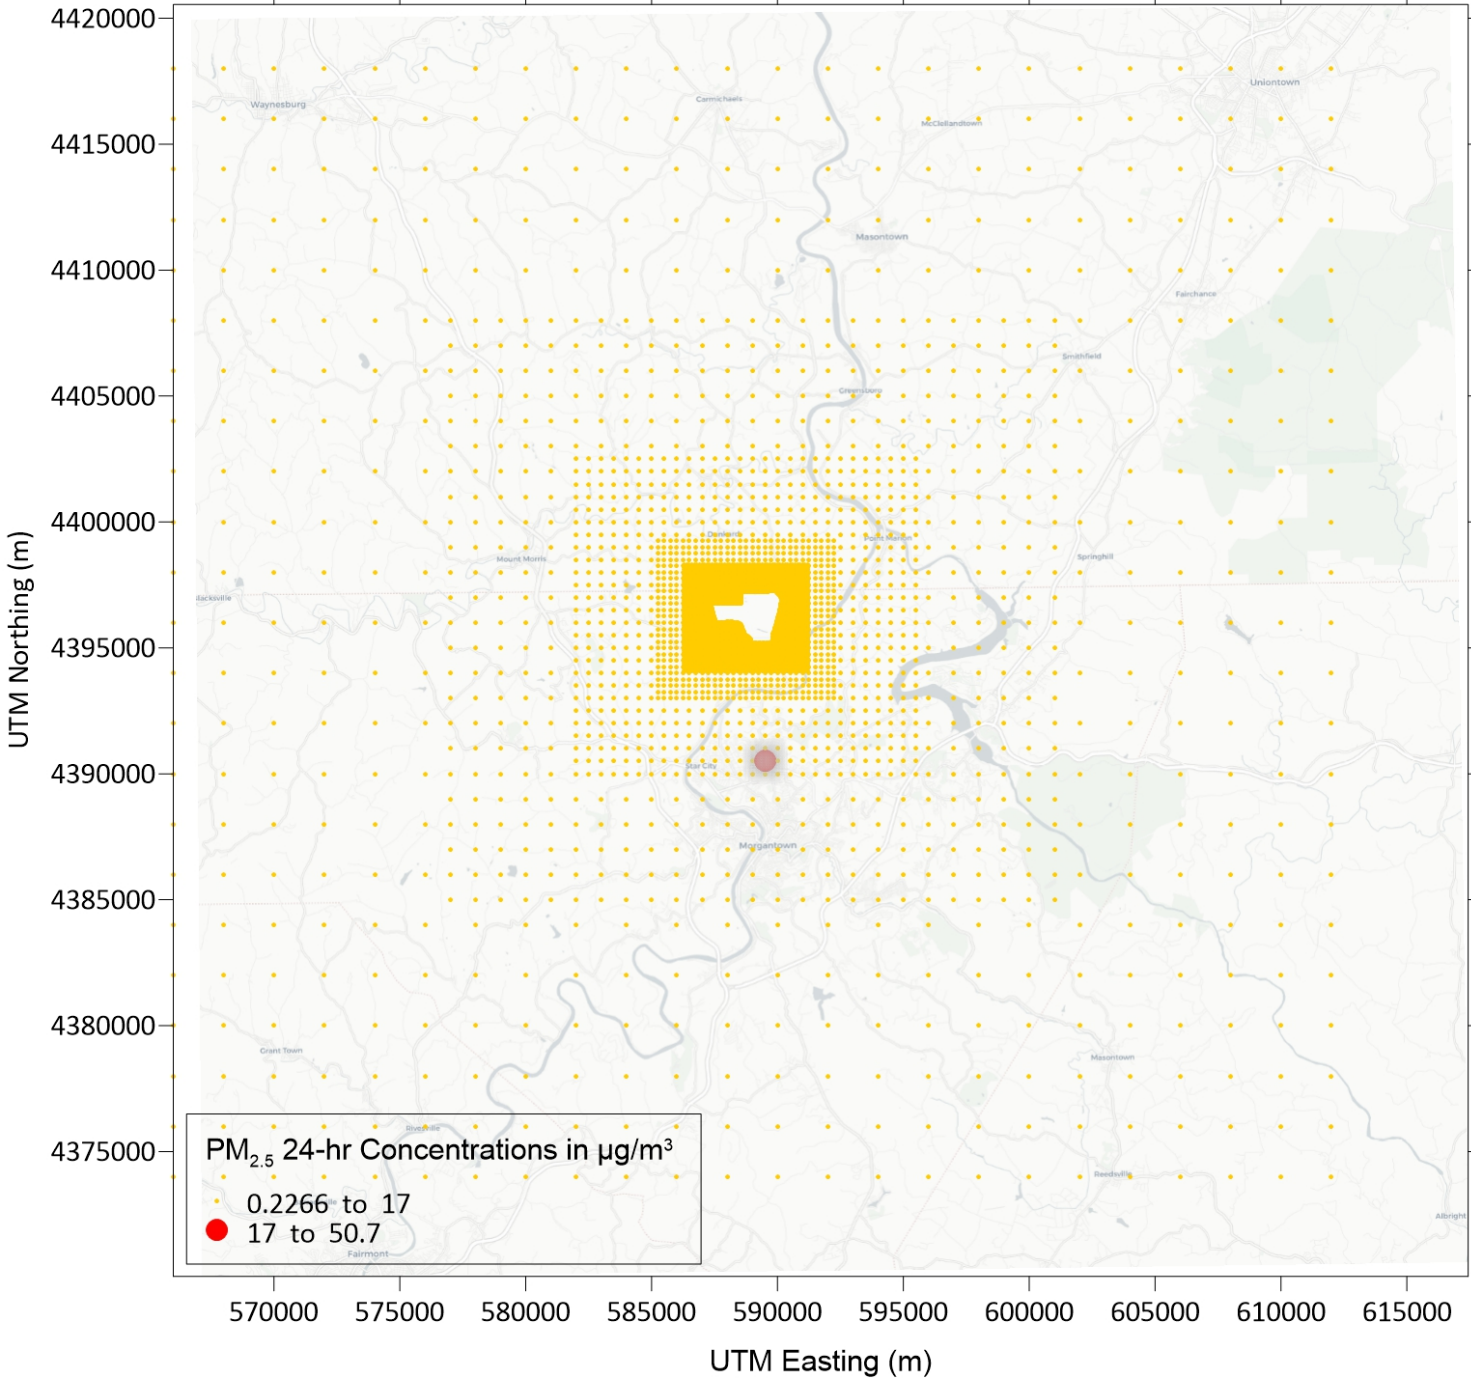 4420000
Uniontown
Waynesburg
Carmichaels
McClellandtown
4415000
Masontown
4410000
Fairchance
Smithfield
4405000
Greensboro
4400000
Point Marion
Mount Morris
Springhill
Blacksville
4395000
UTM Northing (m)
4390000
Star City
Morgantown
4385000
4380000
Grant Town
Masontown
Rivesville
4375000
Reedsville
Albright
PM2.5 24-hr Concentrations in µg/m³
0.2266 to 17
17 to 50.7
Fairmont
570000 575000 580000 585000 590000 595000 600000 605000 610000 615000
UTM Easting (m)